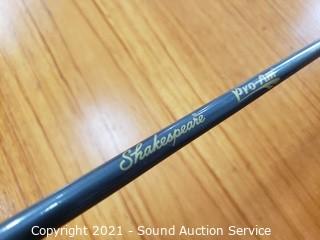 Shakespeare
Pro-Am
Copyright 2021 - Sound Auction Service